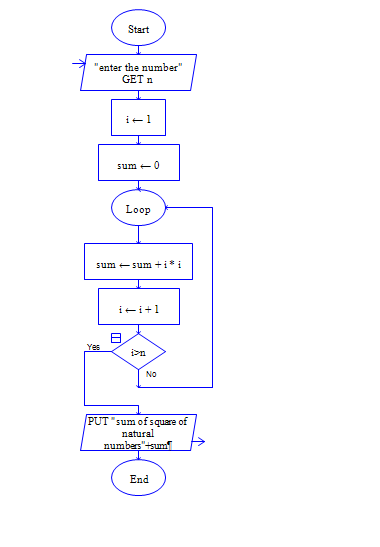 Start
"enter the number"
GET n
i ← 1
sum ← 0
Loop
sum ← sum + i * i
i ← i + 1
i>n
Yes
No
PUT "sum of square of
natural
numbers"+sum¶
End